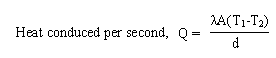 Heat conduced per second, Q = λA(T₁-T₂) / d